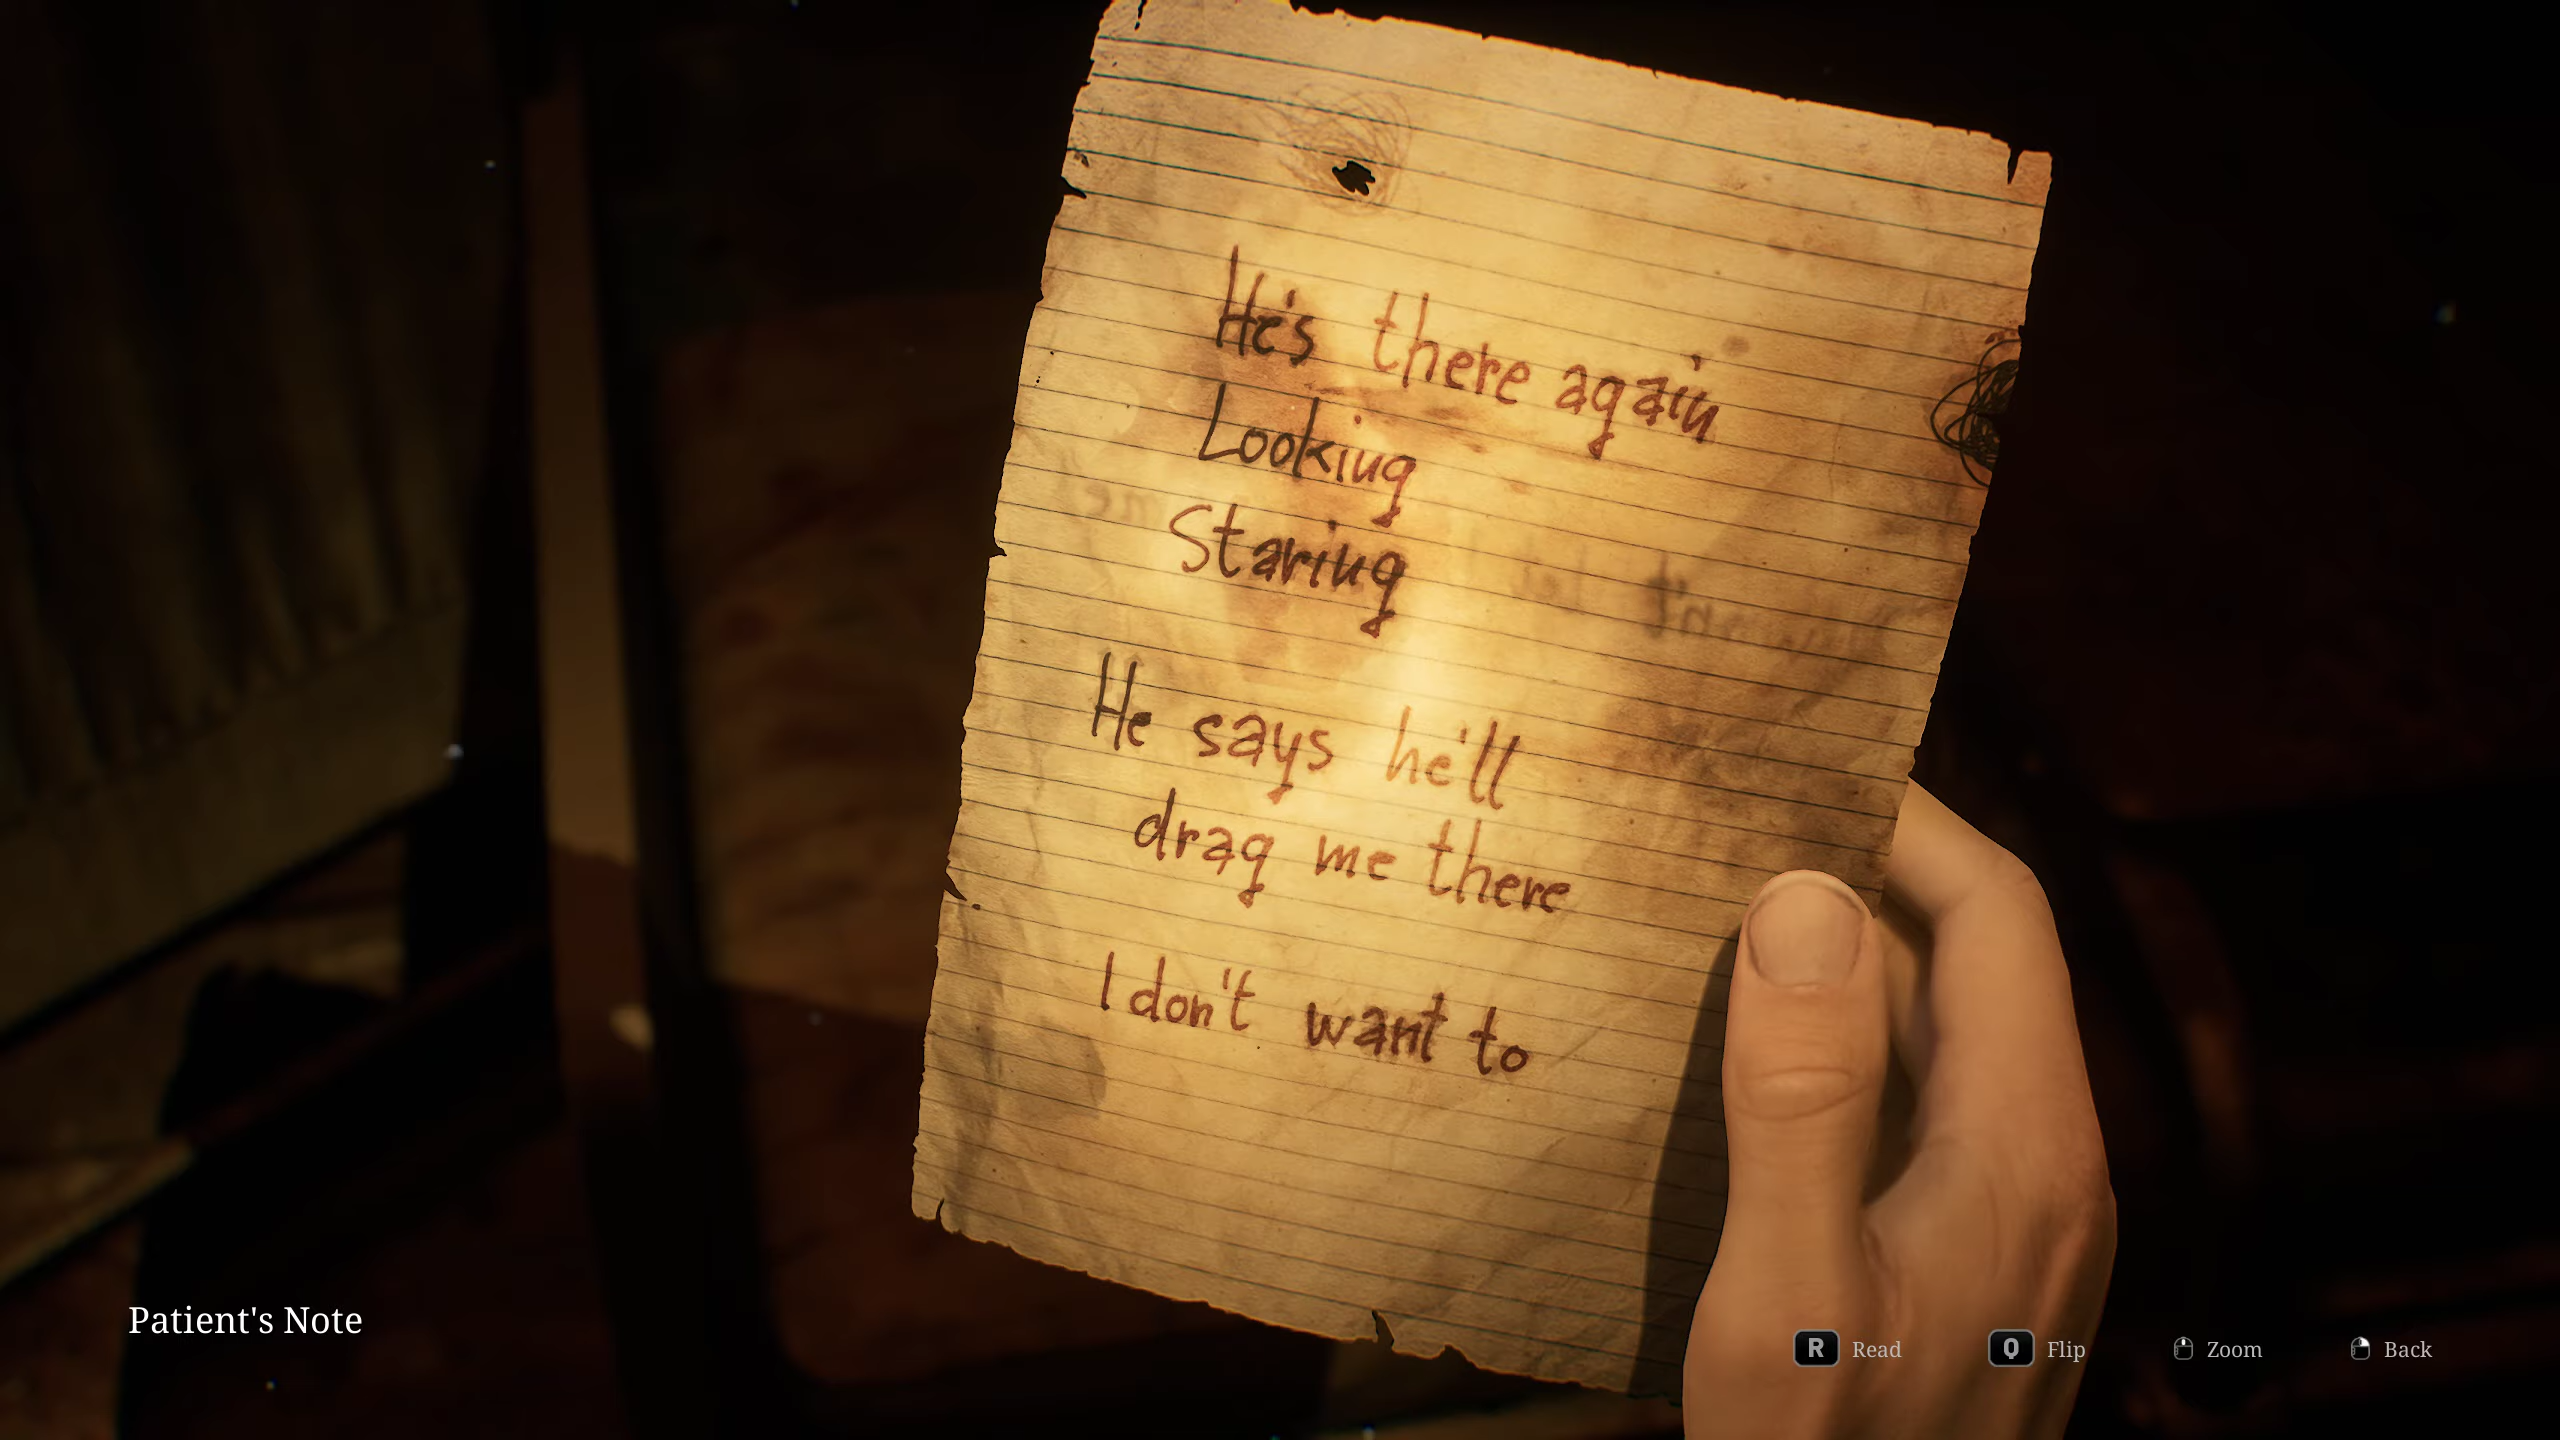 He's there again
Looking
Staring
He says he'll
drag me there
I don't want to
Patient's Note
R Read
Q Flip
Zoom
Back